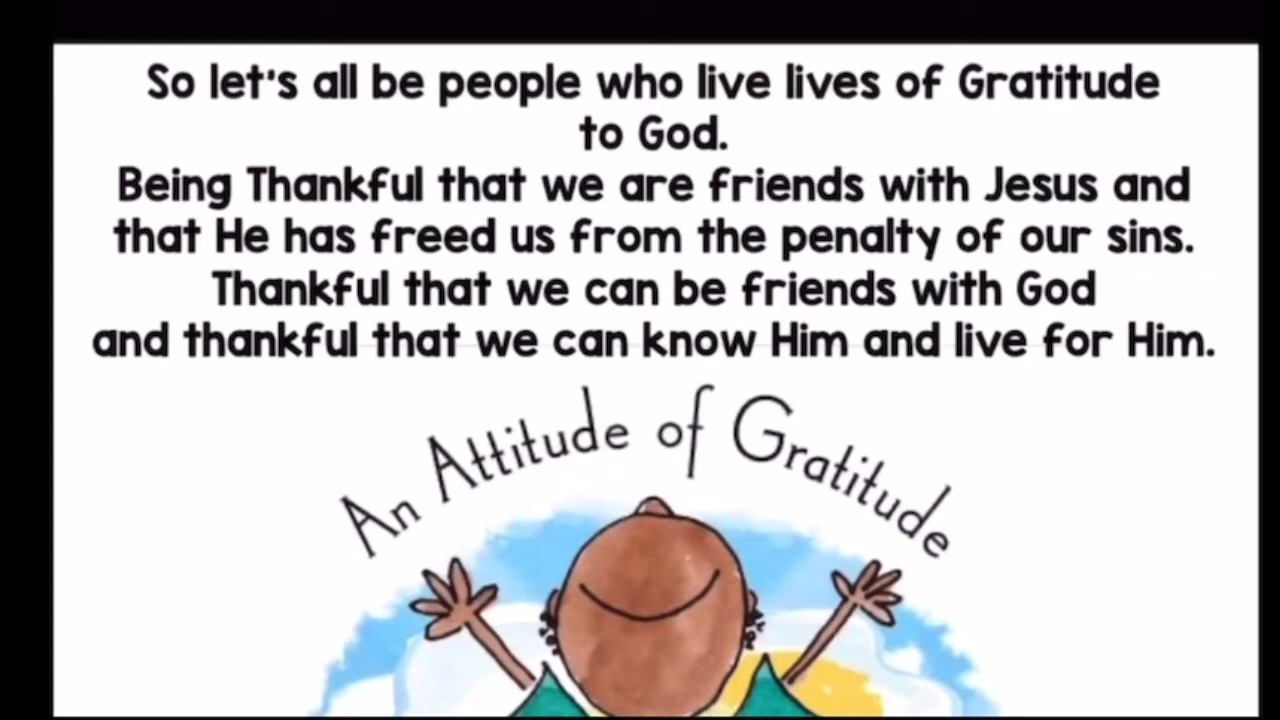 So let's all be people who live lives of Gratitude
to God.
Being Thankful that we are friends with Jesus and
that He has freed us from the penalty of our sins.
Thankful that we can be friends with God
and thankful that we can know Him and live for Him.
An Attitude of Gratitude